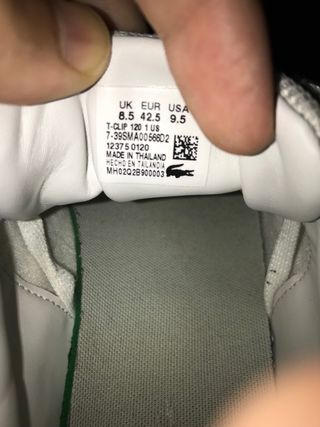 UK EUR USA
8.5 42.5 9.5
T-CLIP 120 1 US
7-39SMA00566D2
12375 0120
MADE IN THAILAND
HECHO EN TAILANDIA
MH02Q2B900003